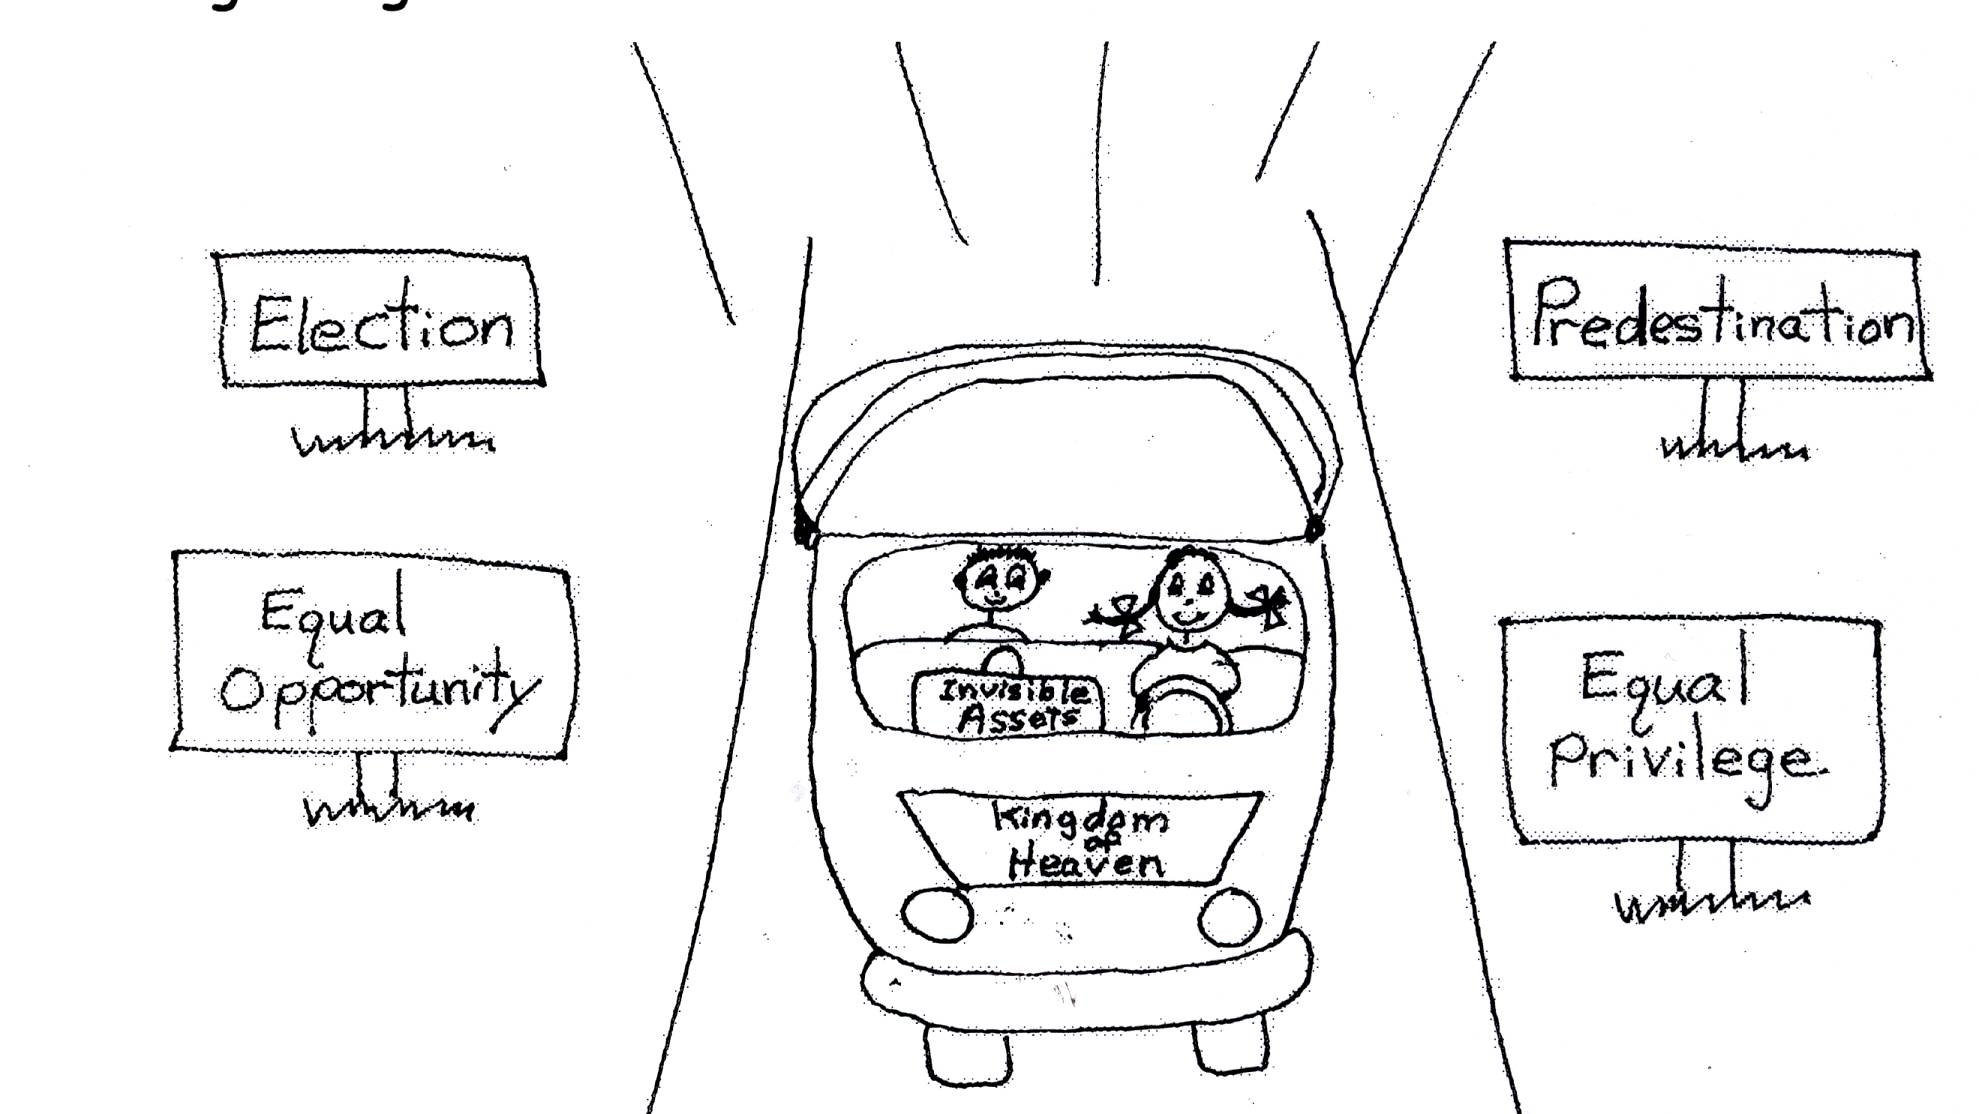 Election
Predestination
Equal
Opportunity
Equal
Privilege
Invisible
Assets
Kingdom
of
Heaven